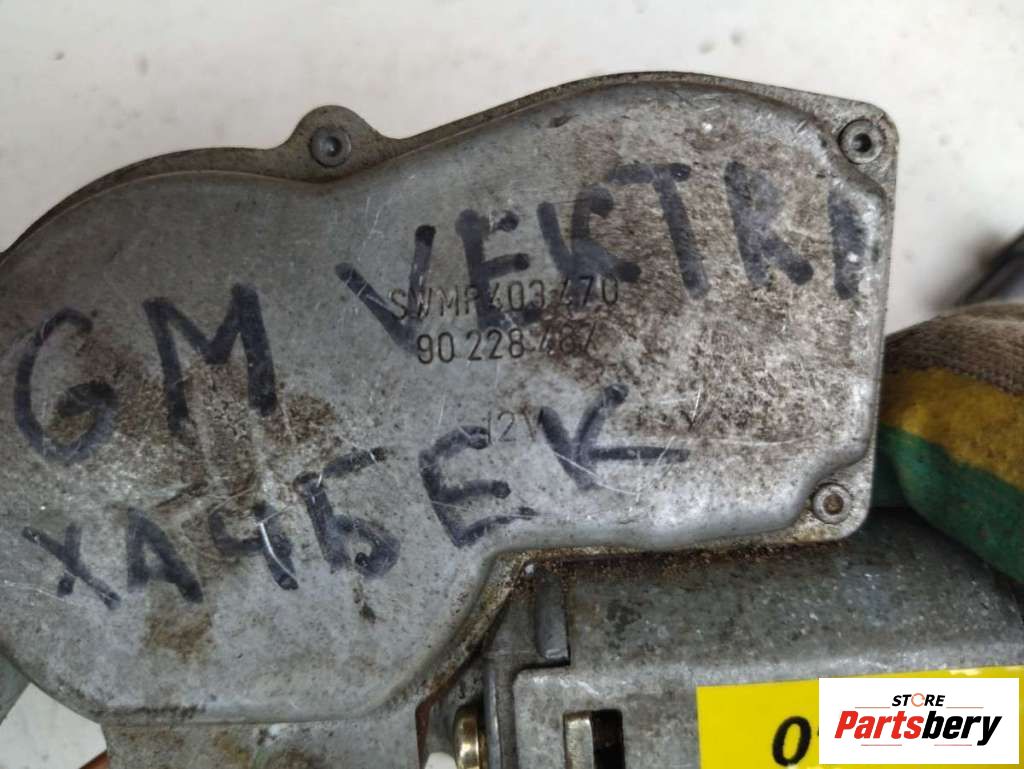 GM VEKTRA
SWMP403470
90 228 487
12V
ХАЧБЕК
STORE
Partsbery